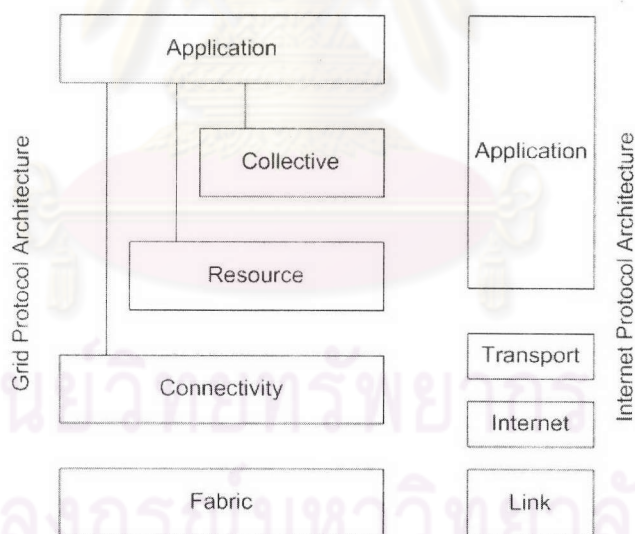 Application
Collective
Resource
Connectivity
Fabric
Grid Protocol Architecture
Application
Transport
Internet
Link
Internet Protocol Architecture